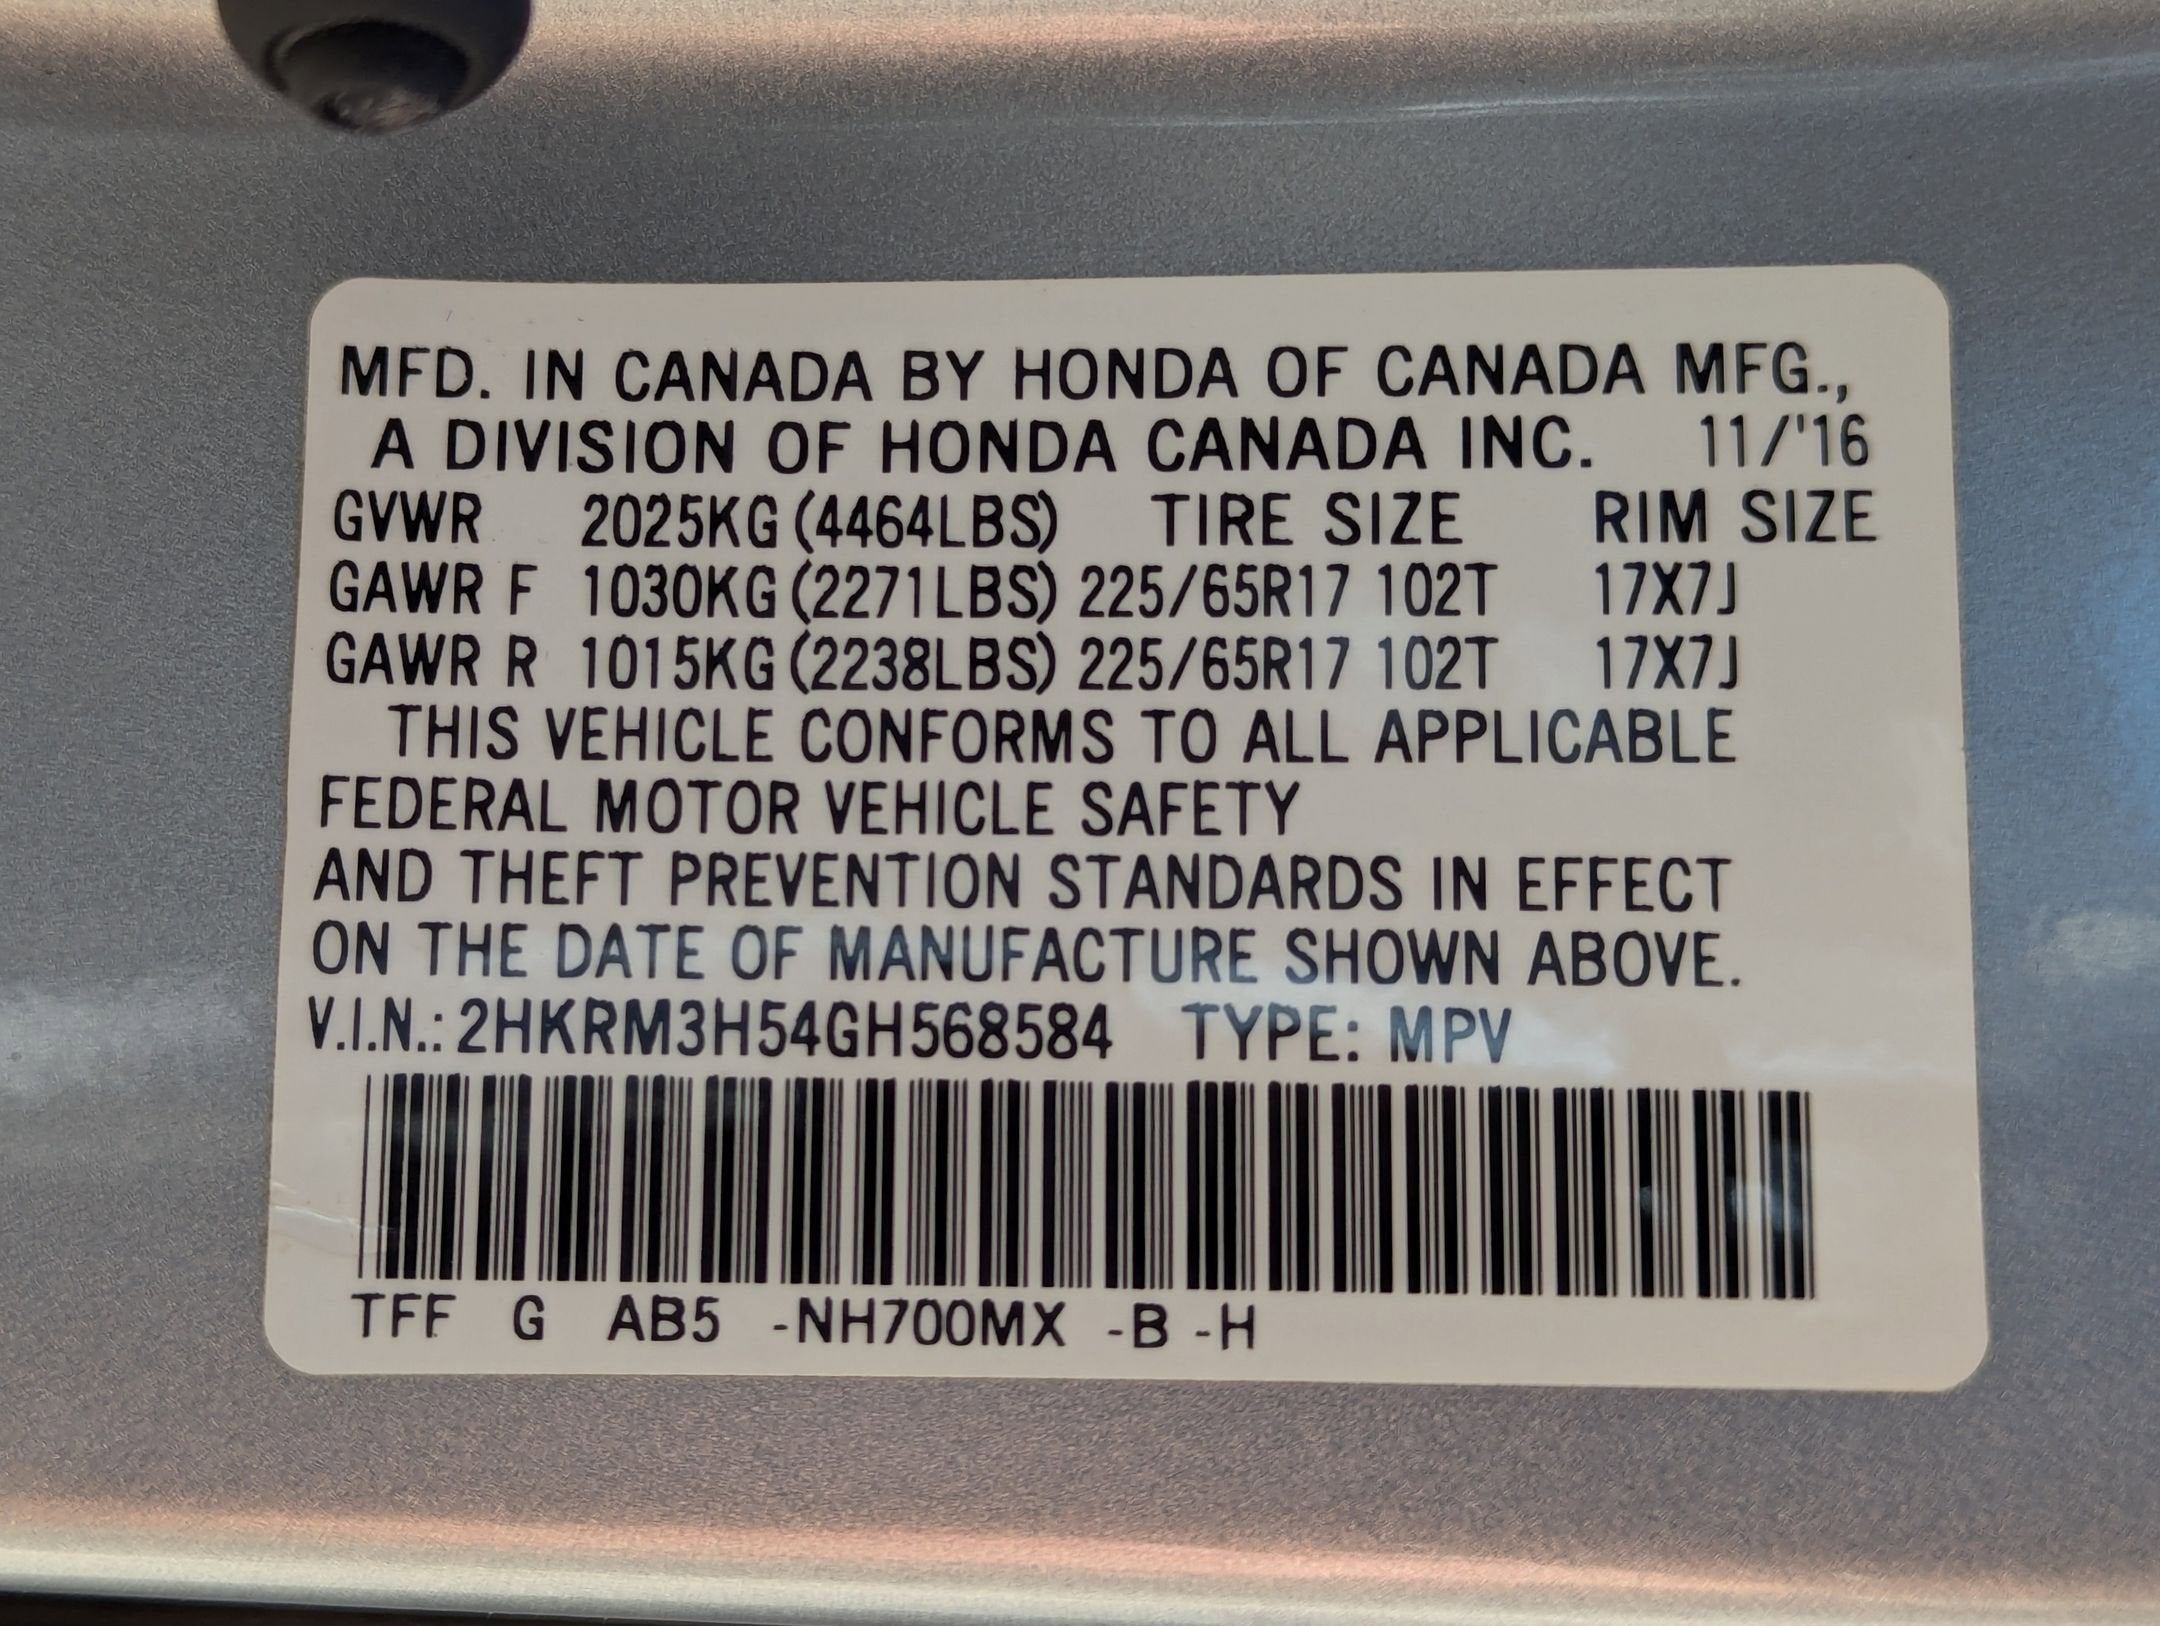 MFD. IN CANADA BY HONDA OF CANADA MFG.,
A DIVISION OF HONDA CANADA INC. 11/'16
GVWR 2025KG (4464LBS) TIRE SIZE RIM SIZE
GAWR F 1030KG (2271LBS) 225/65R17 102T 17X7J
GAWR R 1015KG (2238LBS) 225/65R17 102T 17X7J
THIS VEHICLE CONFORMS TO ALL APPLICABLE
FEDERAL MOTOR VEHICLE SAFETY
AND THEFT PREVENTION STANDARDS IN EFFECT
ON THE DATE OF MANUFACTURE SHOWN ABOVE.
V.I.N.: 2HKRM3H54GH568584 TYPE: MPV
TFF G AB5 -NH700MX -B -H